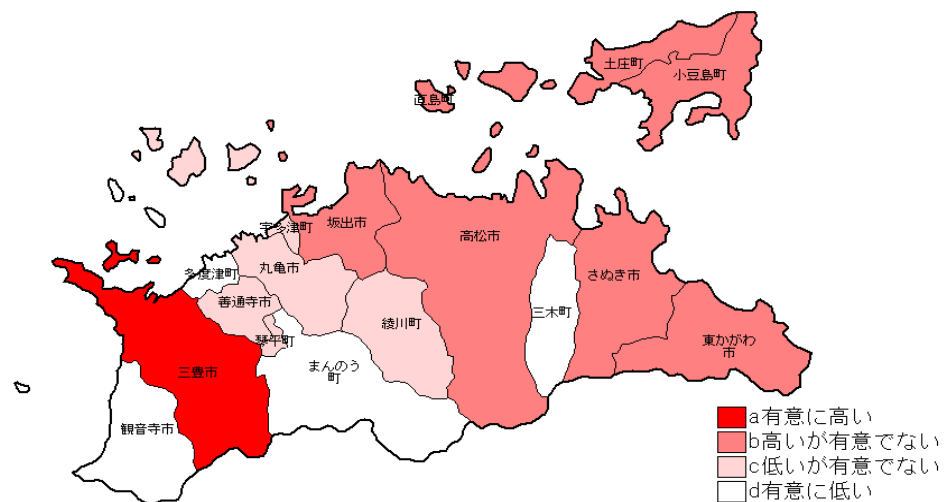 土庄町
小豆島町
直島町
宇多津町
坂出市
高松市
多度津町
丸亀市
さぬき市
善通寺市
綾川町
三木町
琴平町
まんのう
町
東かがわ
市
三豊市
観音寺市
a有意に高い
b高いが有意でない
c低いが有意でない
d有意に低い